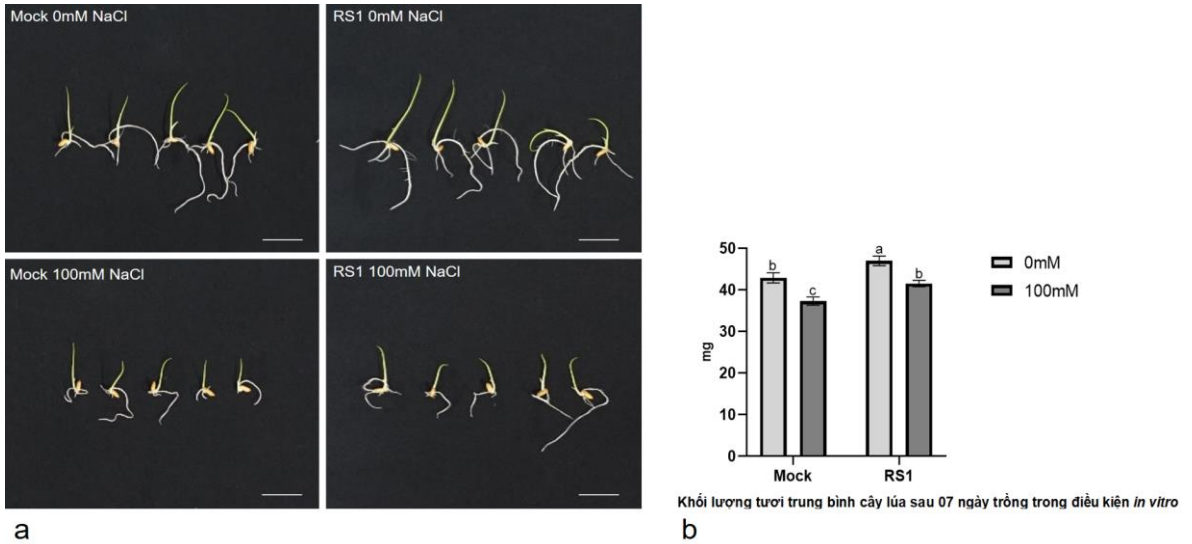 Mock 0mM NaCl
RS1 0mM NaCl
Mock 100mM NaCl
RS1 100mM NaCl
a
50
40
30
20
10
0
mg
b
c
a
b
Mock
RS1
0mM
100mM
Khối lượng tươi trung bình cây lúa sau 07 ngày trồng trong điều kiện in vitro
b